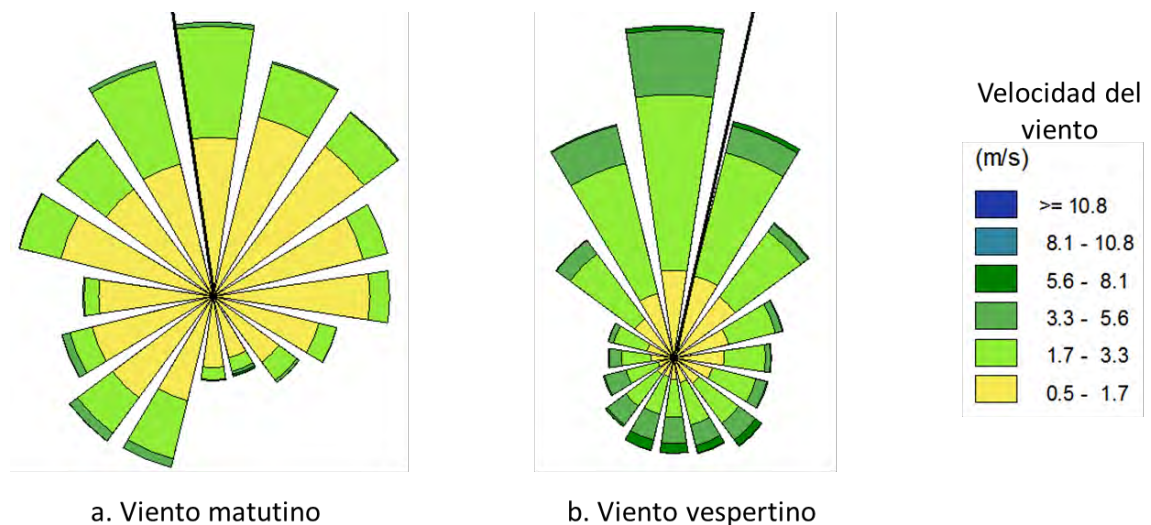 Velocidad del
viento
(m/s)
>= 10.8
8.1 - 10.8
5.6 - 8.1
3.3 - 5.6
1.7 - 3.3
0.5 - 1.7
a. Viento matutino
b. Viento vespertino